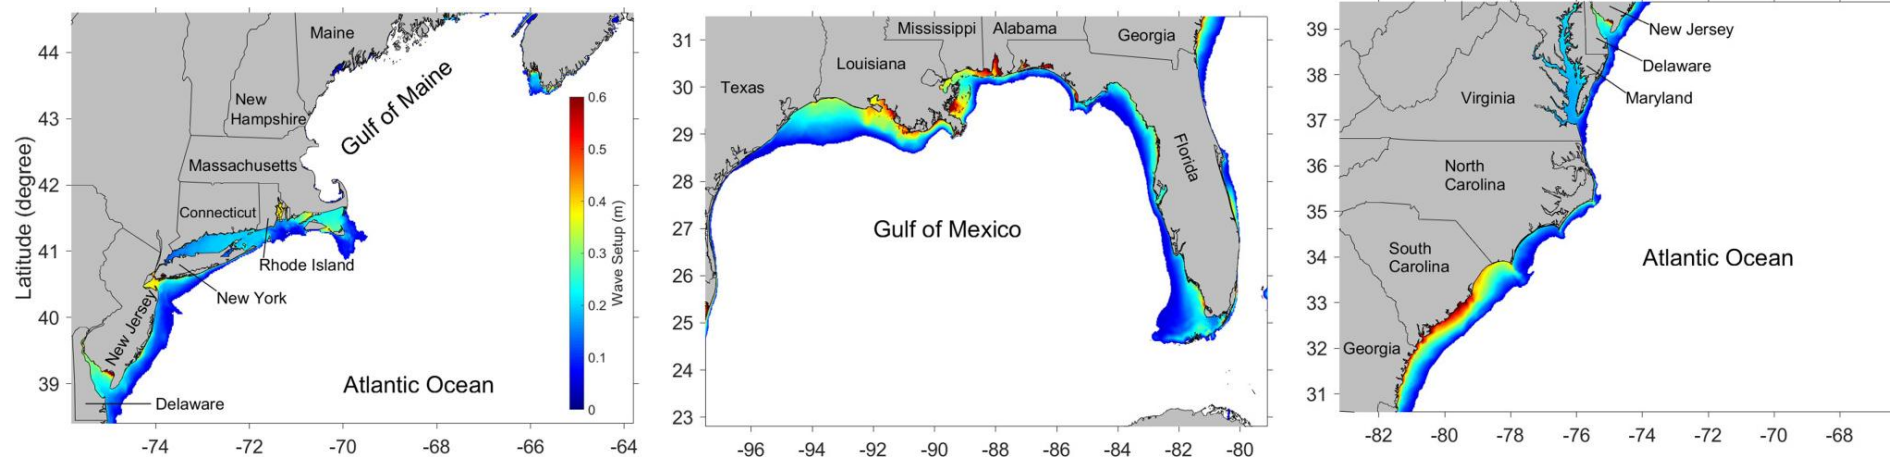 44
43
42
41
40
39
Latitude (degree)
-74
-72
-70
-68
-66
-64
Maine
New
Hampshire
Gulf of Maine
Massachusetts
Connecticut
Rhode Island
New York
New Jersey
Delaware
Atlantic Ocean
0.6
0.5
0.4
0.3
0.2
0.1
0
Wave Setup (m)
31
30
29
28
27
26
25
24
23
-96
-94
-92
-90
-88
-86
-84
-82
-80
Mississippi
Alabama
Georgia
Louisiana
Texas
Florida
Gulf of Mexico
39
38
37
36
35
34
33
32
31
-82
-80
-78
-76
-74
-72
-70
-68
New Jersey
Delaware
Maryland
Virginia
North
Carolina
South
Carolina
Georgia
Atlantic Ocean